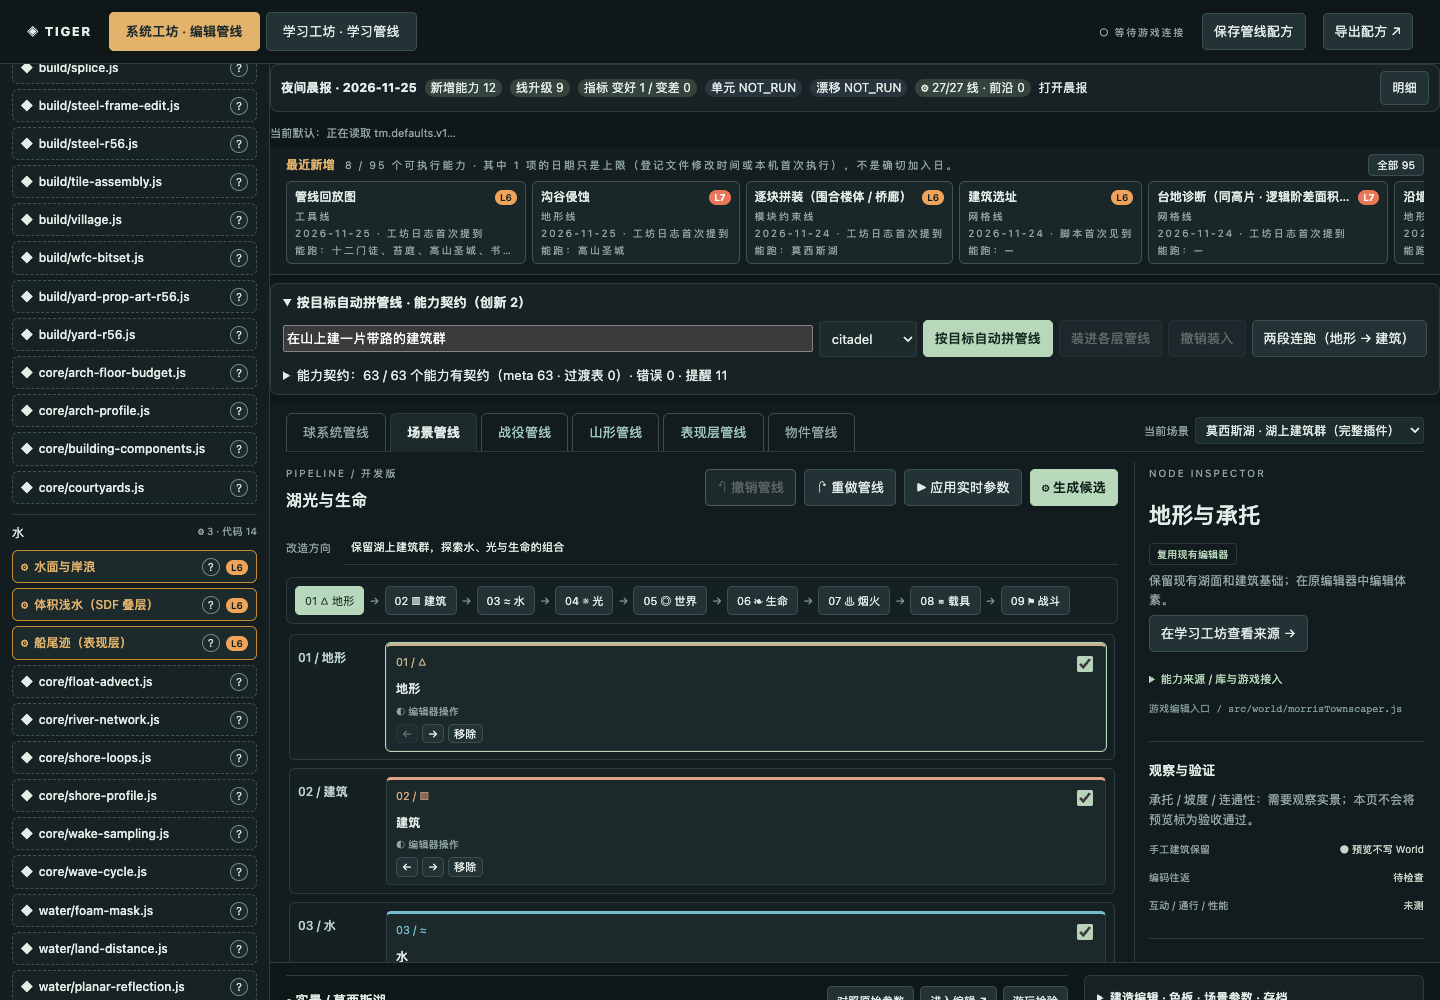 ◈ TIGER
系统工坊 · 编辑管线
学习工坊 · 学习管线
等待游戏连接
保存管线配方
导出配方 ↗
build/splice.js ?
build/steel-frame-edit.js ?
build/steel-r56.js ?
build/tile-assembly.js ?
build/village.js ?
build/wfc-bitset.js ?
build/yard-prop-art-r56.js ?
build/yard-r56.js ?
core/arch-floor-budget.js ?
core/arch-profile.js ?
core/building-components.js ?
core/courtyards.js ?
水 ⚙ 3 · 代码 14
⚙ 水面与岸浪 ? L6
⚙ 体积浅水（SDF 叠层） ? L6
⚙ 船尾迹（表现层） ? L6
core/float-advect.js ?
core/river-network.js ?
core/shore-loops.js ?
core/shore-profile.js ?
core/wake-sampling.js ?
core/wave-cycle.js ?
water/foam-mask.js ?
water/land-distance.js ?
water/planar-reflection.js ?
夜间晨报 · 2026-11-25 新增能力 12 线升级 9 指标 变好 1 / 变差 0 单元 NOT_RUN 漂移 NOT_RUN ⚙ 27/27 线 · 前沿 0 打开晨报 明细
当前默认：正在读取 tm.defaults.v1…
最近新增 8 / 95 个可执行能力 · 其中 1 项的日期只是上限（登记文件修改时间或本机首次执行），不是确切加入日。 全部 95
管线回放图 L6
工具线
2026-11-25 · 工坊日志首次提到
能跑：十二门徒、苔庭、高山圣城、书…
沟谷侵蚀 L7
地形线
2026-11-25 · 工坊日志首次提到
能跑：高山圣城
逐块拼装（围合楼体 / 桥廊） L6
模块约束线
2026-11-24 · 工坊日志首次提到
能跑：莫西斯湖
建筑选址 L6
网格线
2026-11-24 · 脚本首次见到
能跑：—
台地诊断（同高片 · 逻辑阶差面积… L7
网格线
2026-11-24 · 工坊日志首次提到
能跑：—
▼ 按目标自动拼管线 · 能力契约（创新 2）
在山上建一片带路的建筑群 citadel 按目标自动拼管线 装进各层管线 撤销装入 两段连跑（地形 → 建筑）
▶ 能力契约：63 / 63 个能力有契约（meta 63 · 过渡表 0）· 错误 0 · 提醒 11
球系统管线 场景管线 战役管线 山形管线 表现层管线 物件管线
当前场景 莫西斯湖 · 湖上建筑群（完整插件）
PIPELINE / 开发版
湖光与生命
撤销管线 重做管线 ▶ 应用实时参数 ⚙ 生成候选
改造方向 保留湖上建筑群，探索水、光与生命的组合
01 △ 地形 → 02 ▥ 建筑 → 03 ≈ 水 → 04 ☀ 光 → 05 ◎ 世界 → 06 ❧ 生命 → 07 ♨ 烟火 → 08 ≋ 载具 → 09 ⚑ 战斗
01 / 地形
01 / △
地形
◐ 编辑器操作
← → 移除
02 / 建筑
02 / ▥
建筑
◐ 编辑器操作
← → 移除
03 / 水
03 / ≈
水
NODE INSPECTOR
地形与承托
复用现有编辑器
保留现有湖面和建筑基础；在原编辑器中编辑体
素。
在学习工坊查看来源 →
▶ 能力来源 / 库与游戏接入
游戏编辑入口 / src/world/morrisTownscaper.js
观察与验证
承托 / 坡度 / 连通性：需要观察实景；本页不会将
预览标为验收通过。
手工建筑保留 ● 预览不写 World
编码往返 待检查
互动 / 通行 / 性能 未测